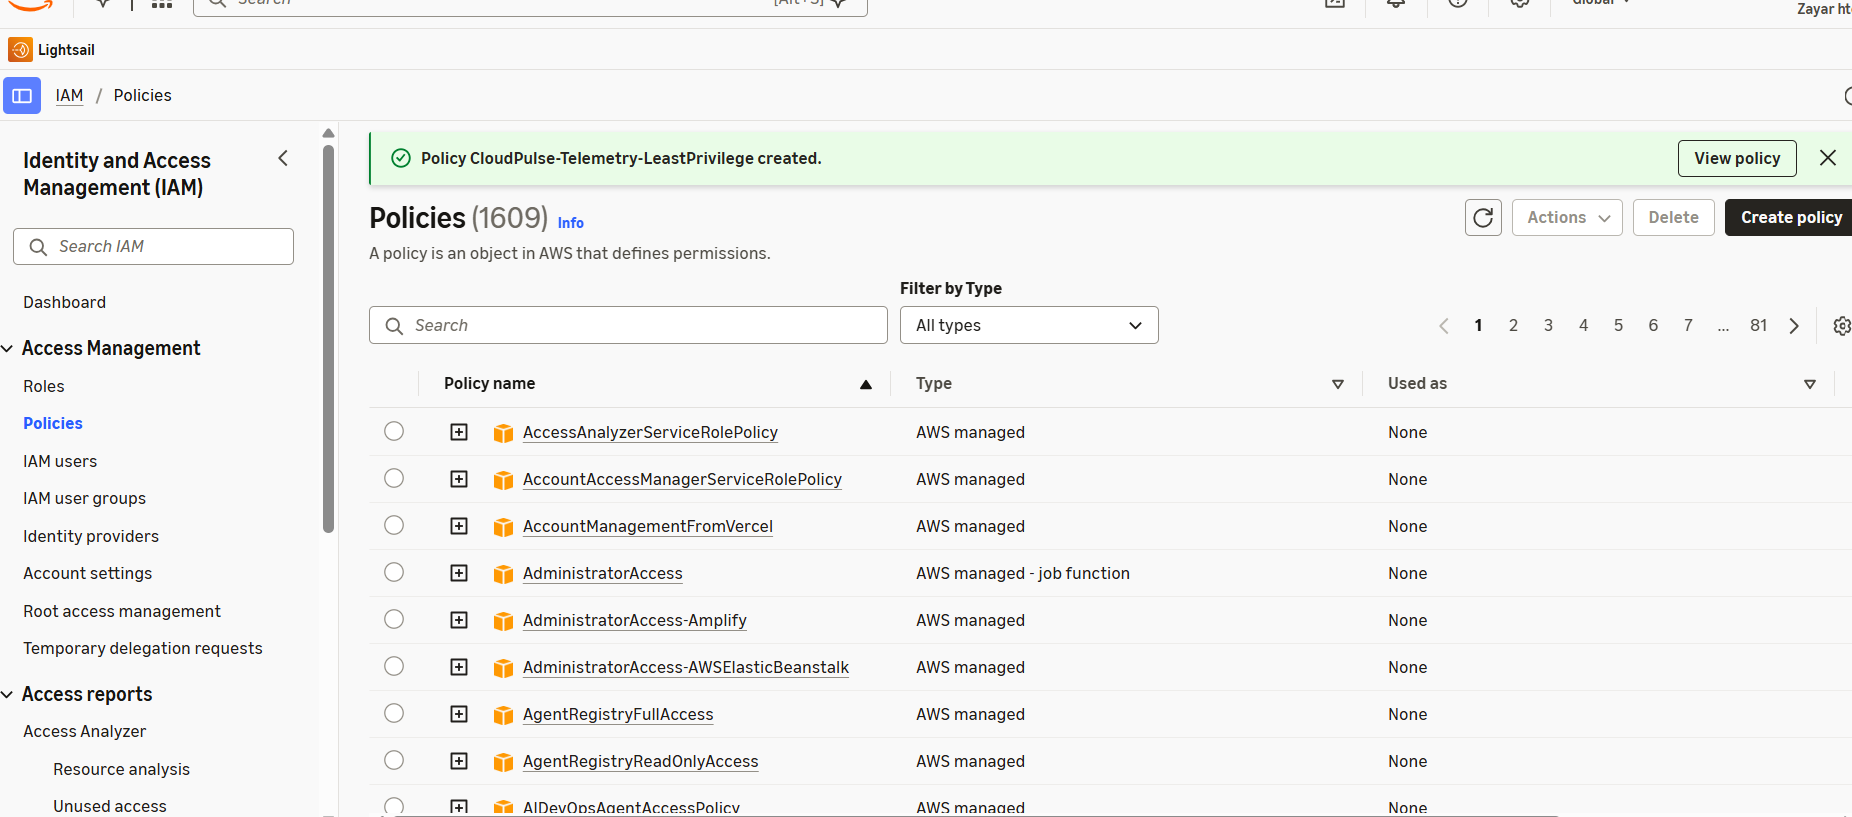 Search
[Alt+S]
Global
Zayar ht
Lightsail
IAM / Policies
Identity and Access Management (IAM)
Search IAM
Dashboard
Access Management
Roles
Policies
IAM users
IAM user groups
Identity providers
Account settings
Root access management
Temporary delegation requests
Access reports
Access Analyzer
Resource analysis
Unused access
Policy CloudPulse-Telemetry-LeastPrivilege created.
View policy
Policies (1609) Info
Actions
Delete
Create policy
A policy is an object in AWS that defines permissions.
Filter by Type
Search
All types
1 2 3 4 5 6 7 ... 81
Policy name Type Used as
AccessAnalyzerServiceRolePolicy AWS managed None
AccountAccessManagerServiceRolePolicy AWS managed None
AccountManagementFromVercel AWS managed None
AdministratorAccess AWS managed - job function None
AdministratorAccess-Amplify AWS managed None
AdministratorAccess-AWSElasticBeanstalk AWS managed None
AgentRegistryFullAccess AWS managed None
AgentRegistryReadOnlyAccess AWS managed None
AIDevOpsAgentAccessPolicy AWS managed None